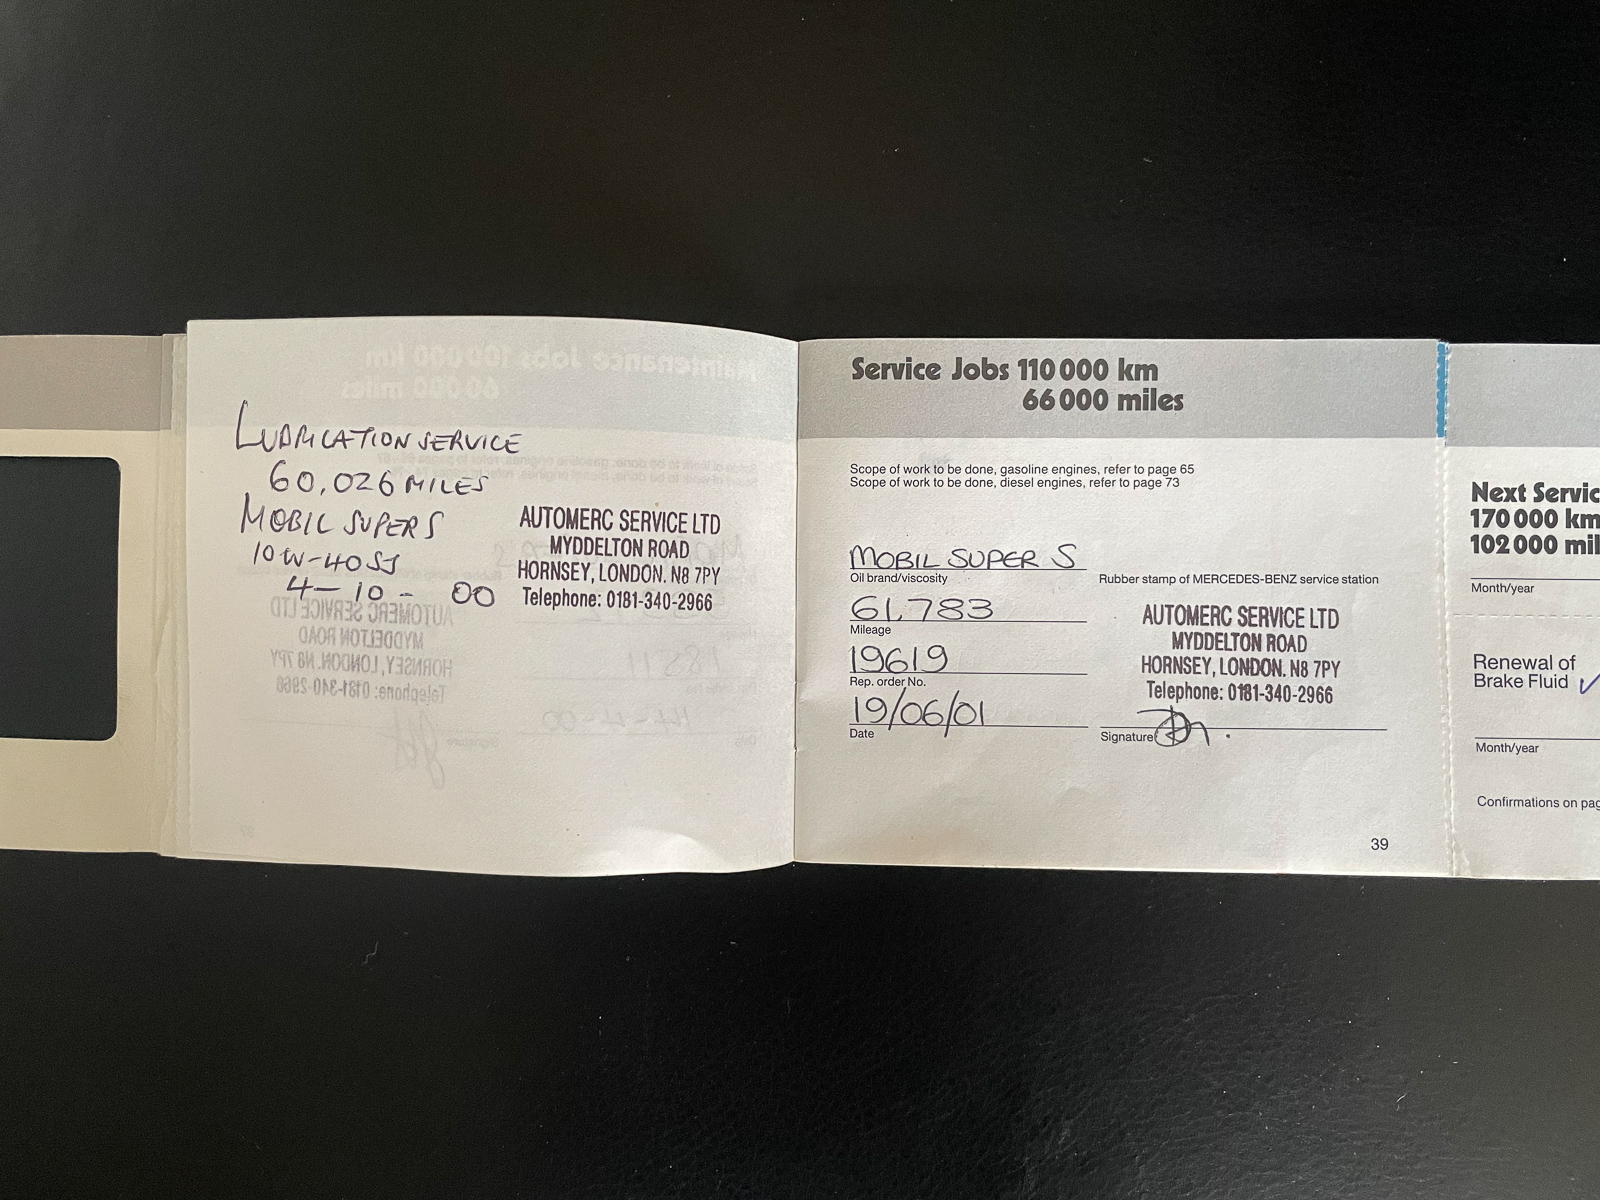 LUBRICATION SERVICE
60,026 MILES
MOBIL SUPER S
10W-40 SJ
4-10-00
AUTOMERC SERVICE LTD
MYDDELTON ROAD
HORNSEY, LONDON. N8 7PY
Telephone: 0181-340-2966
Service Jobs 110 000 km
66 000 miles
Scope of work to be done, gasoline engines, refer to page 65
Scope of work to be done, diesel engines, refer to page 73
MOBIL SUPER S
Oil brand/viscosity
61,783
Mileage
19619
Rep. order No.
19/06/01
Date
Rubber stamp of MERCEDES-BENZ service station
AUTOMERC SERVICE LTD
MYDDELTON ROAD
HORNSEY, LONDON. N8 7PY
Telephone: 0181-340-2966
Signature
39
Next Servic
170 000 km
102 000 mil
Month/year
Renewal of
Brake Fluid
Month/year
Confirmations on pag